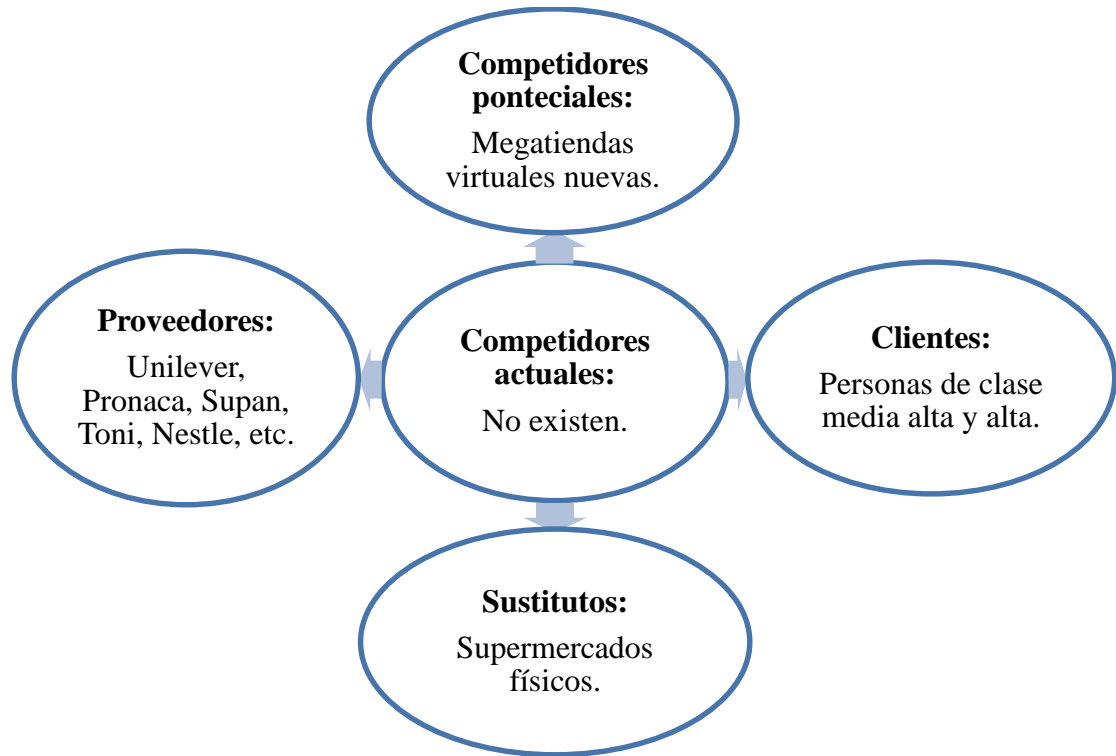 Competidores
ponteciales:
Megatiendas
virtuales nuevas.
Proveedores:
Unilever,
Pronaca, Supan,
Toni, Nestle, etc.
Competidores
actuales:
No existen.
Clientes:
Personas de clase
media alta y alta.
Sustitutos:
Supermercados
físicos.